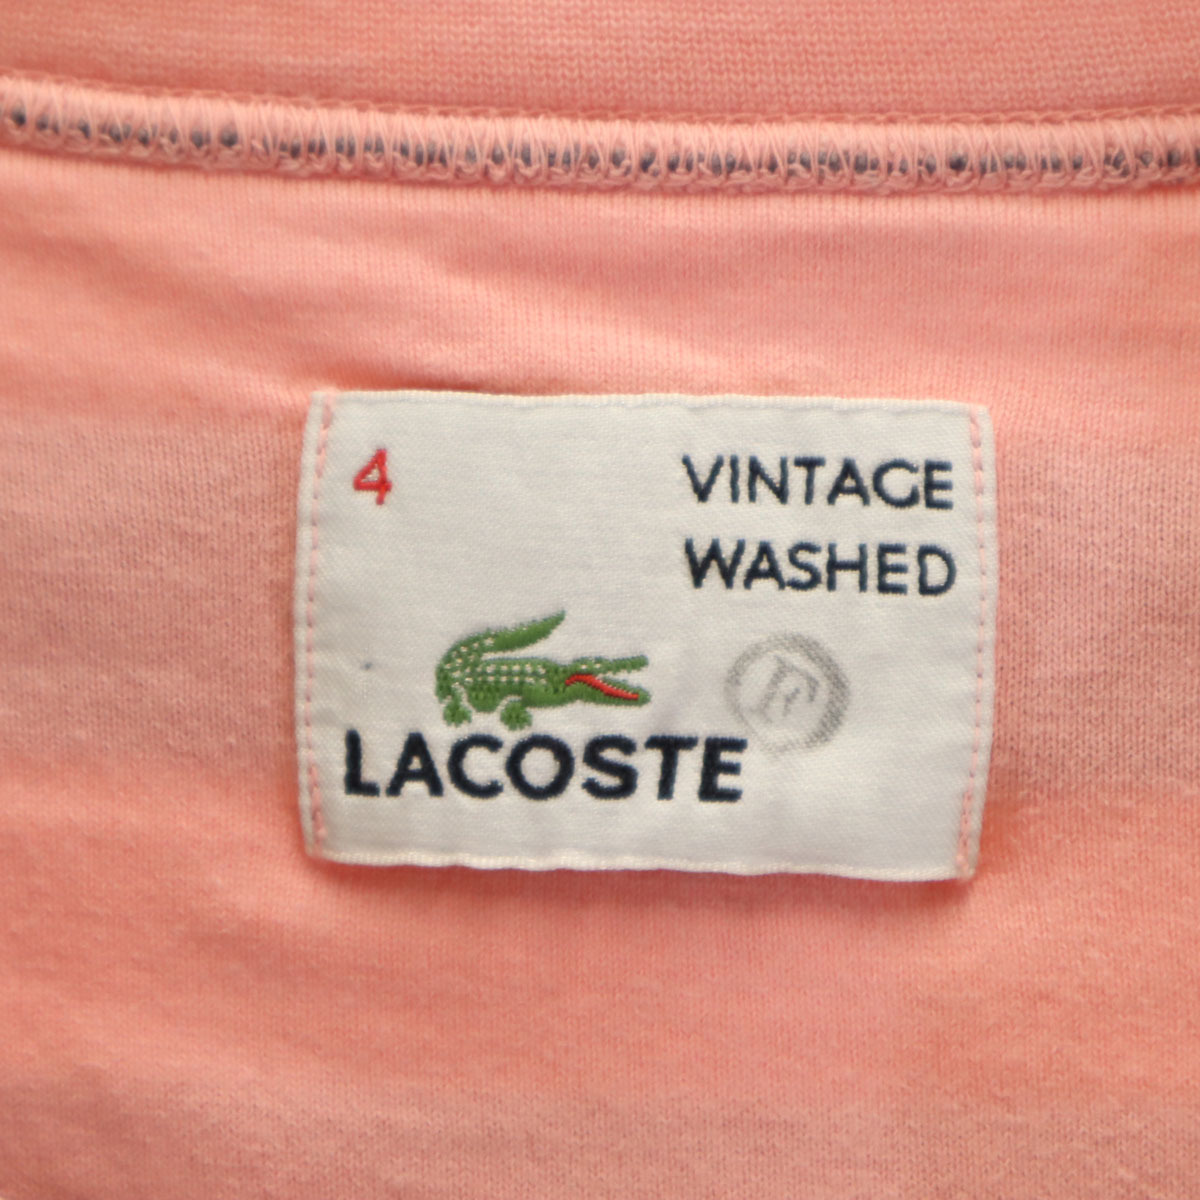 4
VINTAGE
WASHED
F
LACOSTE